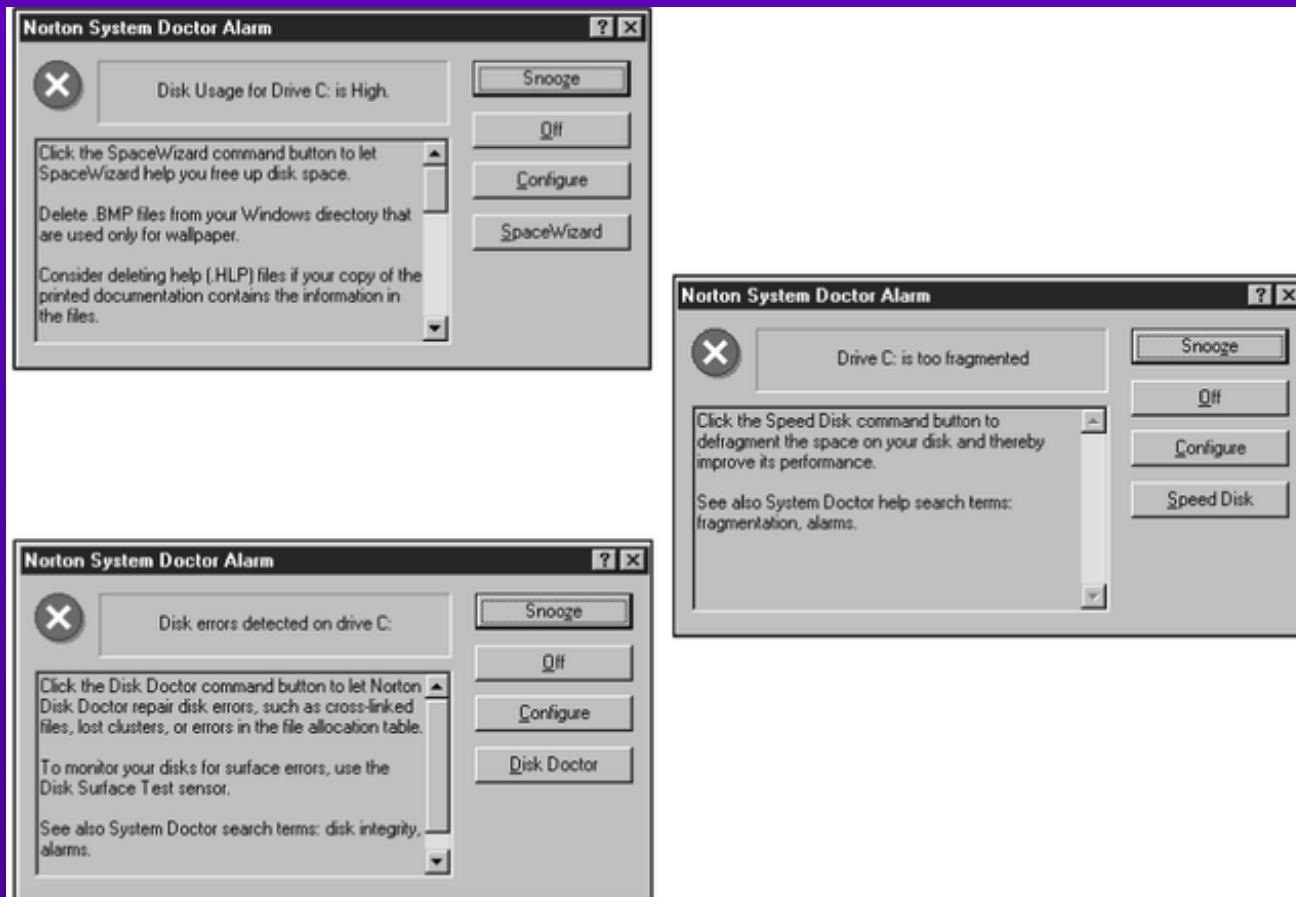 Norton System Doctor Alarm
Disk Usage for Drive C: is High.
Click the SpaceWizard command button to let
SpaceWizard help you free up disk space.
Delete .BMP files from your Windows directory that
are used only for wallpaper.
Consider deleting help (.HLP) files if your copy of the
printed documentation contains the information in
the files.
Snooze
Off
Configure
SpaceWizard
Norton System Doctor Alarm
Drive C: is too fragmented
Click the Speed Disk command button to
defragment the space on your disk and thereby
improve its performance.
See also System Doctor help search terms:
fragmentation, alarms.
Snooze
Off
Configure
Speed Disk
Norton System Doctor Alarm
Disk errors detected on drive C:
Click the Disk Doctor command button to let Norton
Disk Doctor repair disk errors, such as cross-linked
files, lost clusters, or errors in the file allocation table.
To monitor your disks for surface errors, use the
Disk Surface Test sensor.
See also System Doctor search terms: disk integrity,
alarms.
Snooze
Off
Configure
Disk Doctor